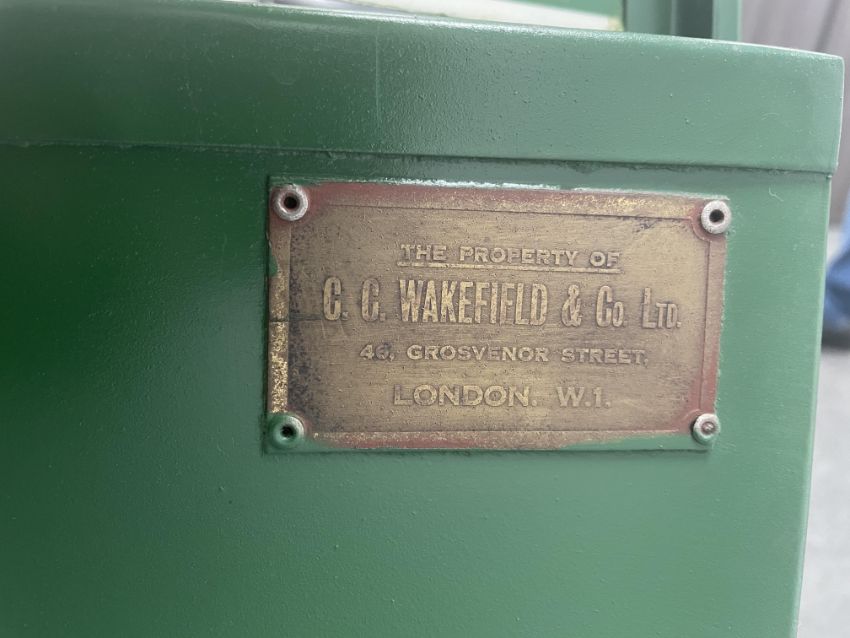 THE PROPERTY OF
C. C. WAKEFIELD & Co. LTD.
46, GROSVENOR STREET,
LONDON. W.1.